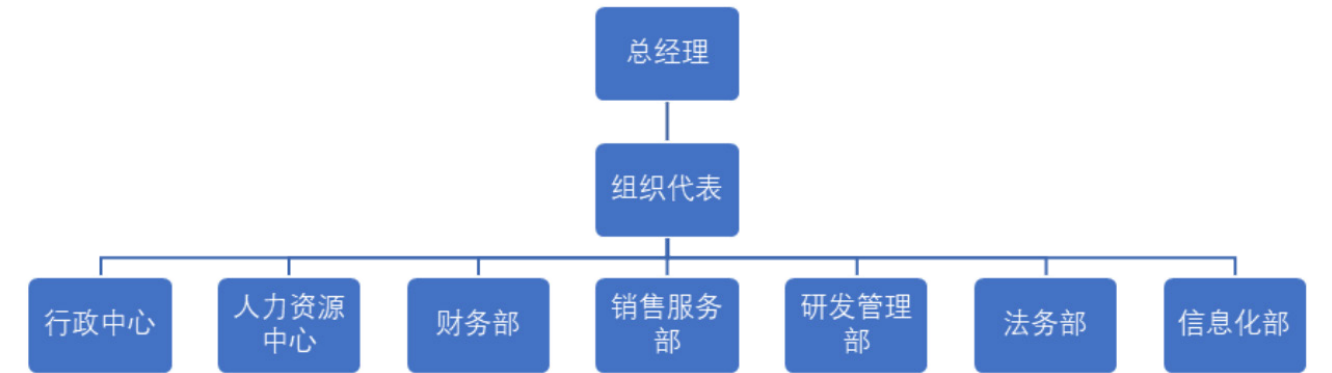 总经理
组织代表
行政中心
人力资源
中心
财务部
销售服务
部
研发管理
部
法务部
信息化部